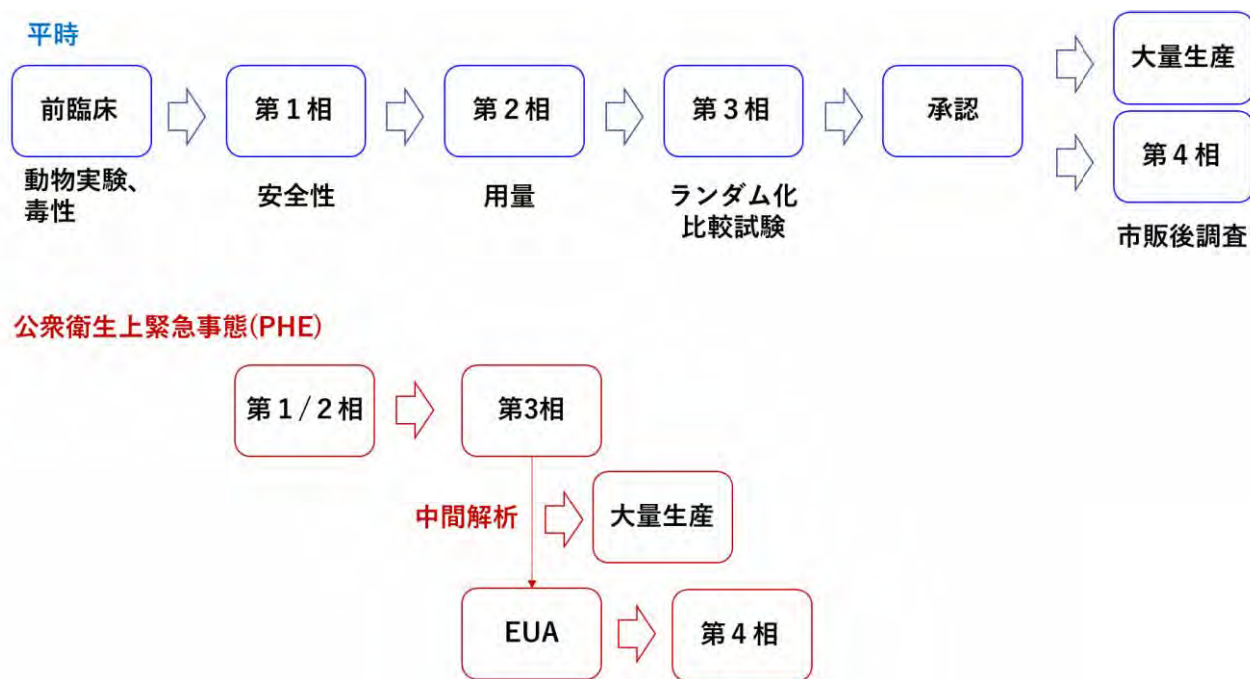 平時
前臨床
第１相
第２相
第３相
承認
大量生産
第４相
動物実験、
毒性
安全性
用量
ランダム化
比較試験
市販後調査
公衆衛生上緊急事態(PHE)
第１/２相
第3相
中間解析
大量生産
EUA
第４相